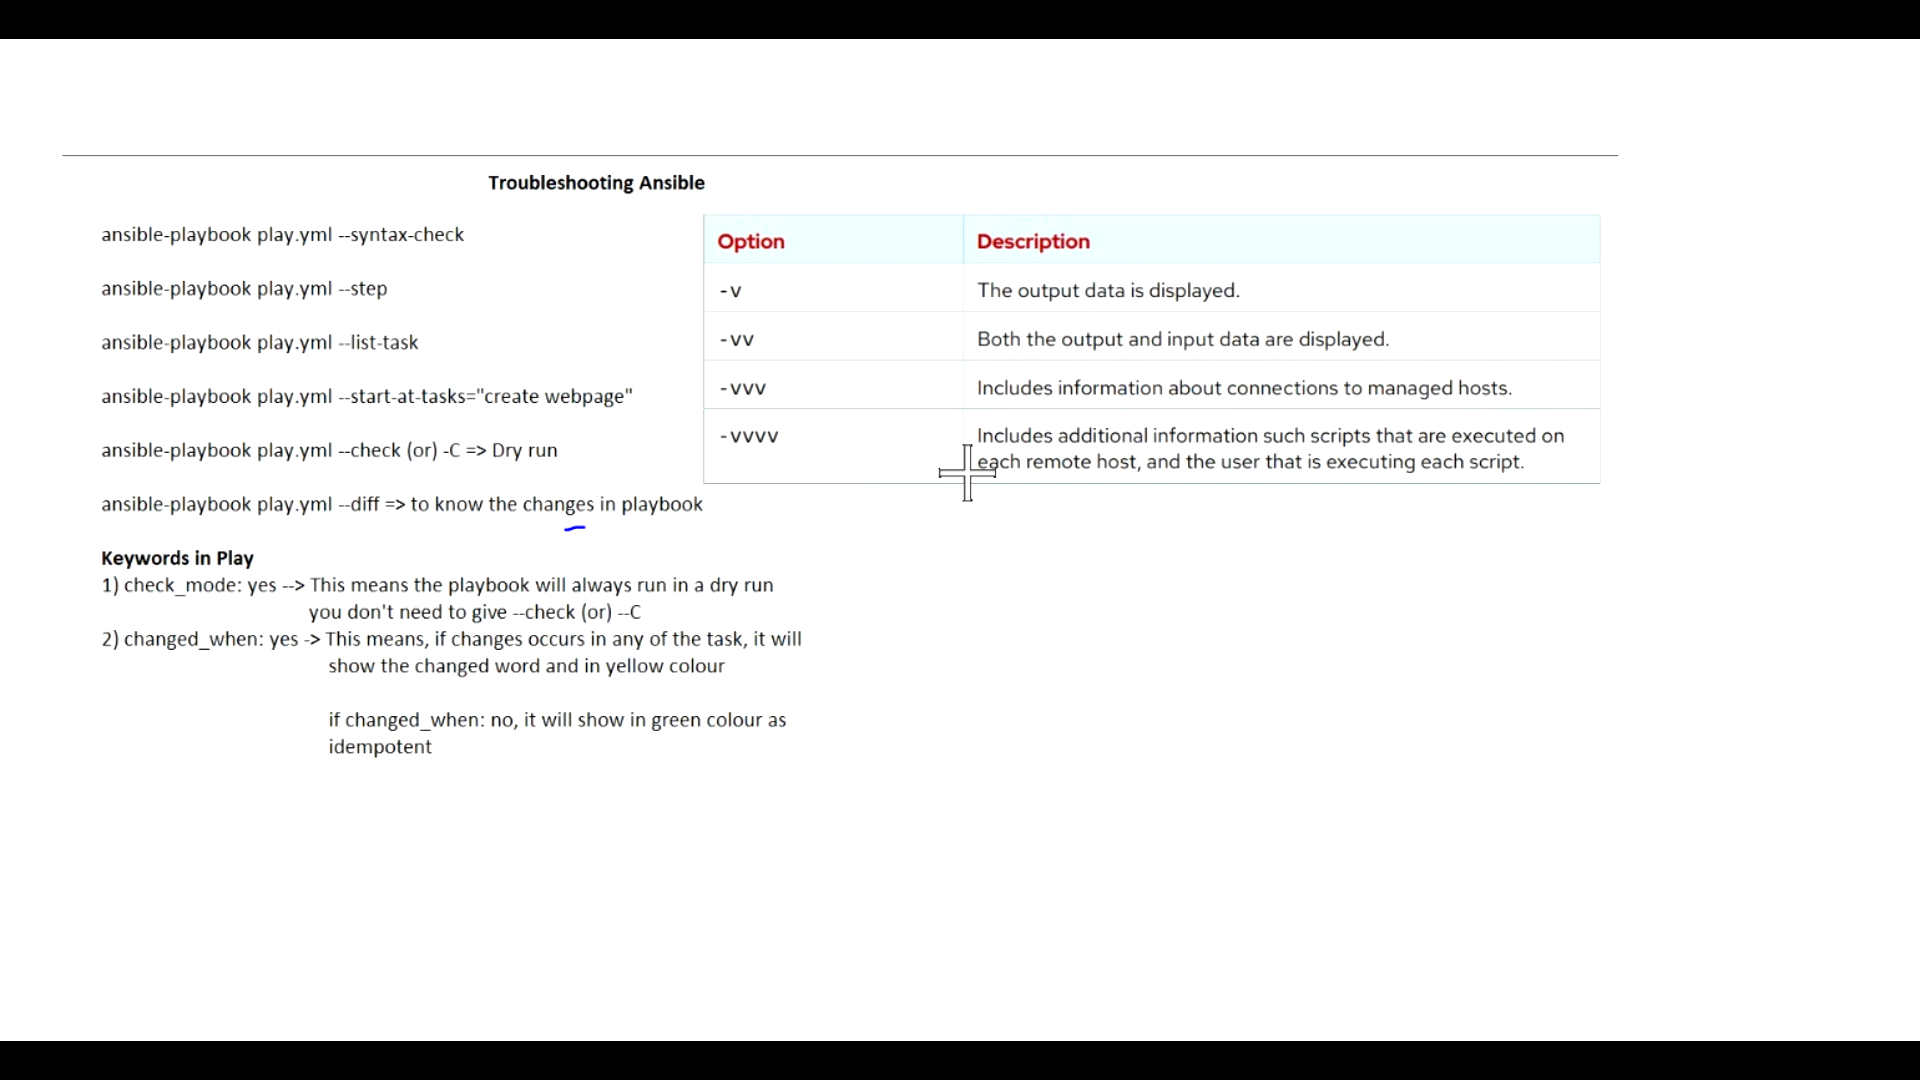 Troubleshooting Ansible
ansible-playbook play.yml --syntax-check
ansible-playbook play.yml --step
ansible-playbook play.yml --list-task
ansible-playbook play.yml --start-at-tasks="create webpage"
ansible-playbook play.yml --check (or) -C => Dry run
ansible-playbook play.yml --diff => to know the changes in playbook
Option Description
-v The output data is displayed.
-vv Both the output and input data are displayed.
-vvv Includes information about connections to managed hosts.
-vvvv Includes additional information such scripts that are executed on
each remote host, and the user that is executing each script.
Keywords in Play
1) check_mode: yes --> This means the playbook will always run in a dry run
you don't need to give --check (or) --C
2) changed_when: yes -> This means, if changes occurs in any of the task, it will
show the changed word and in yellow colour
if changed_when: no, it will show in green colour as
idempotent